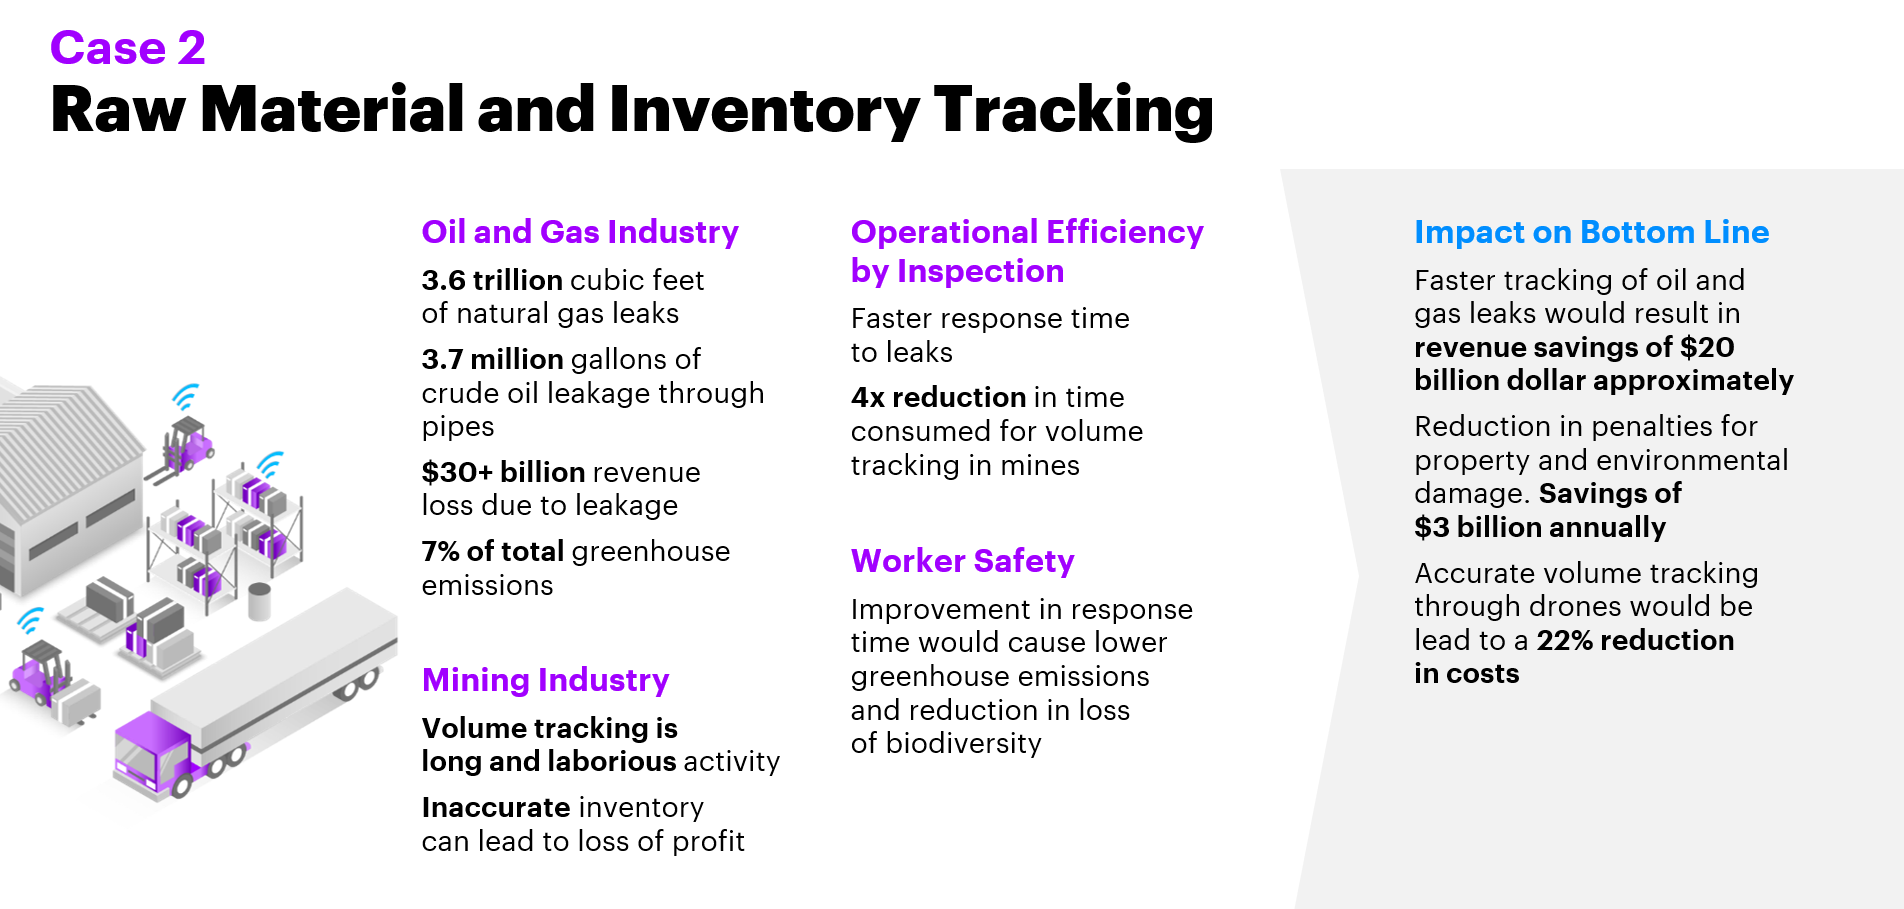 Case 2
Raw Material and Inventory Tracking
Oil and Gas Industry
3.6 trillion cubic feet
of natural gas leaks
3.7 million gallons of
crude oil leakage through
pipes
$30+ billion revenue
loss due to leakage
7% of total greenhouse
emissions
Mining Industry
Volume tracking is
long and laborious activity
Inaccurate inventory
can lead to loss of profit
Operational Efficiency
by Inspection
Faster response time
to leaks
4x reduction in time
consumed for volume
tracking in mines
Worker Safety
Improvement in response
time would cause lower
greenhouse emissions
and reduction in loss
of biodiversity
Impact on Bottom Line
Faster tracking of oil and
gas leaks would result in
revenue savings of $20
billion dollar approximately
Reduction in penalties for
property and environmental
damage. Savings of
$3 billion annually
Accurate volume tracking
through drones would be
lead to a 22% reduction
in costs